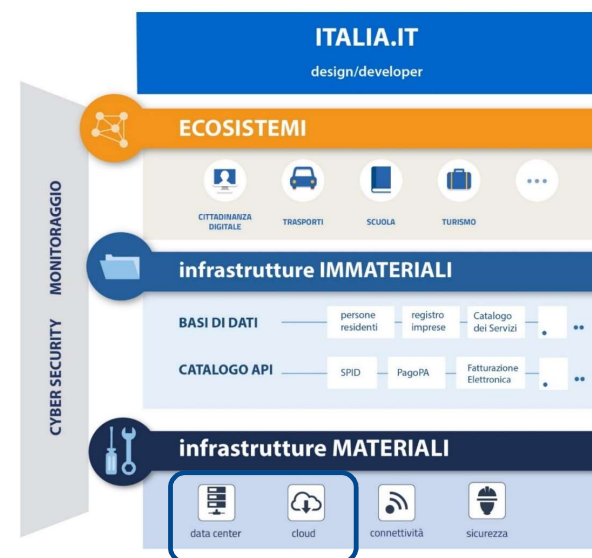 ITALIA.IT
design/developer
ECOSISTEMI
CITTADINANZA
DIGITALE
TRASPORTI
SCUOLA
TURISMO
infrastrutture IMMATERIALI
BASI DI DATI
persone
residenti
registro
imprese
Catalogo
dei Servizi
CATALOGO API
SPID
PagoPA
Fatturazione
Elettronica
infrastrutture MATERIALI
data center
cloud
connettività
sicurezza
CYBER SECURITY MONITORAGGIO